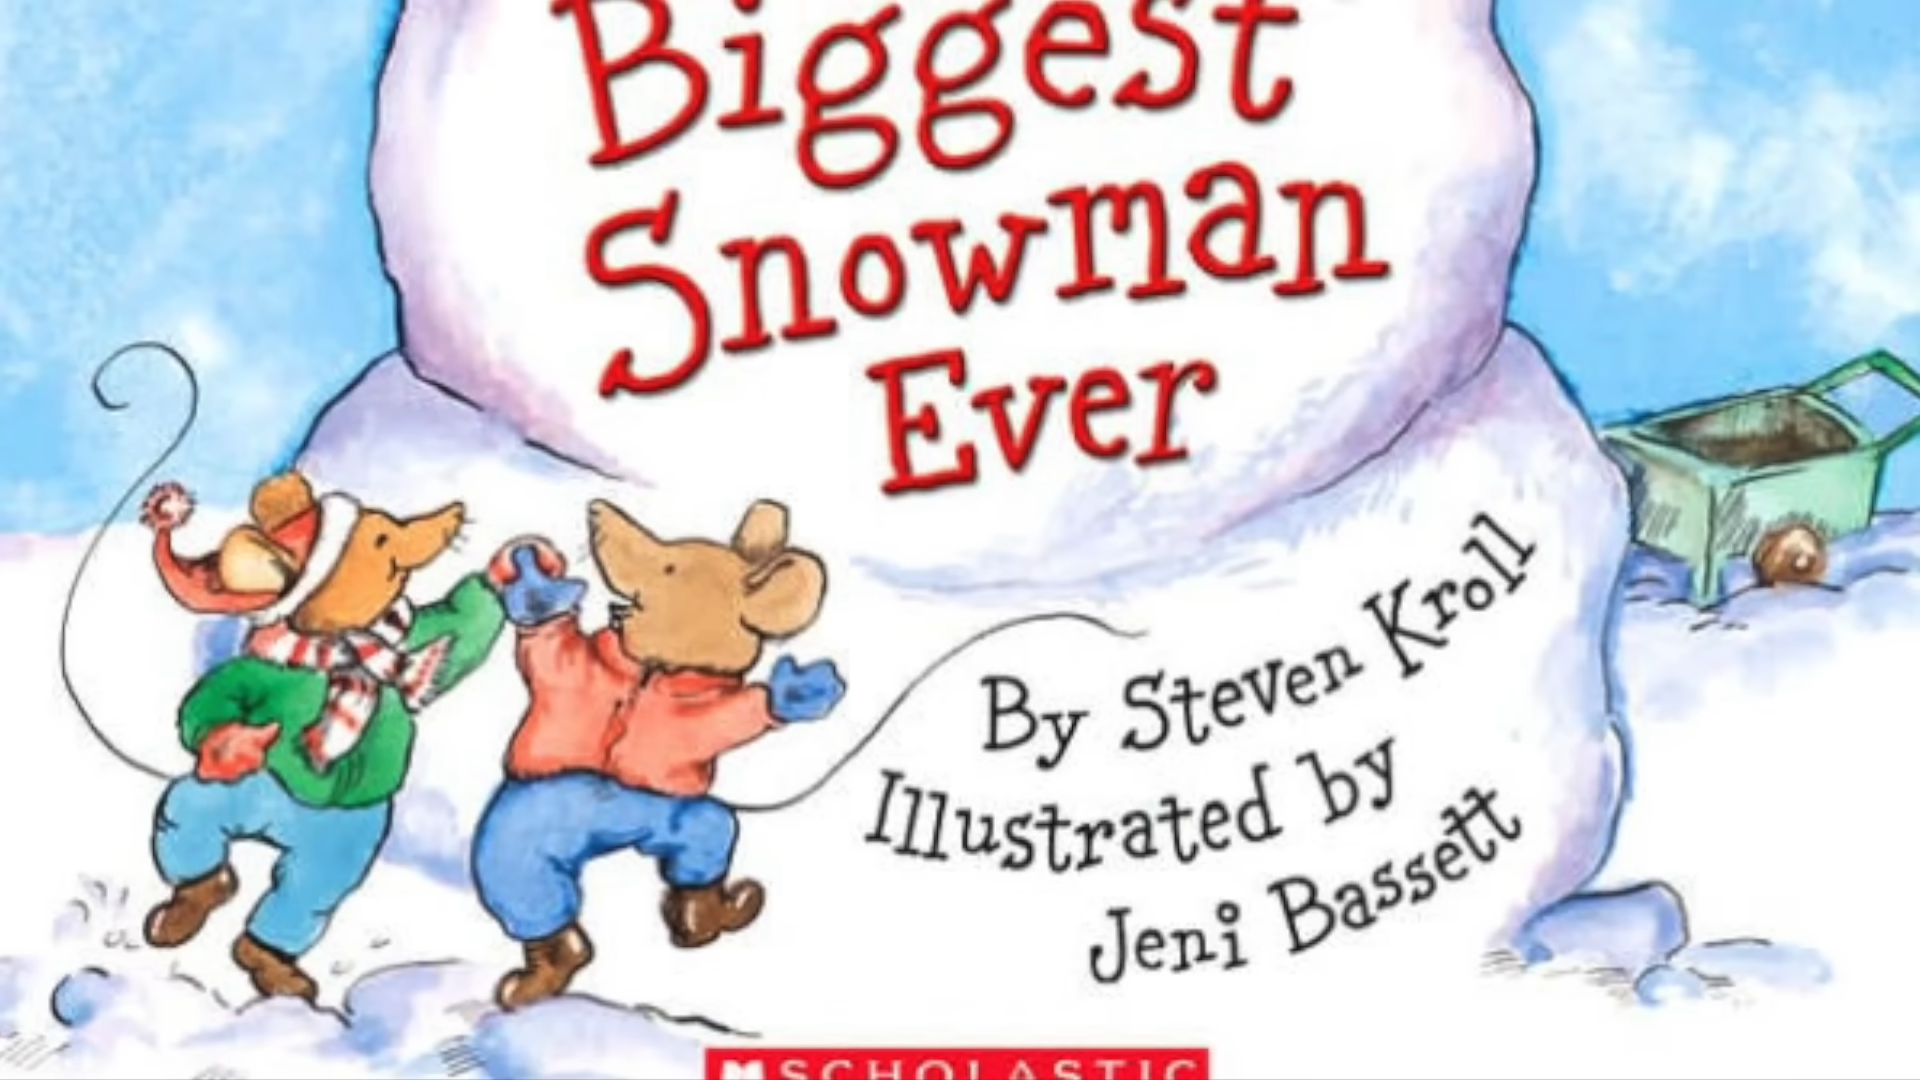 Biggest
Snowman
Ever
By Steven Kroll
Illustrated by
Jeni Bassett
SCHOLASTIC